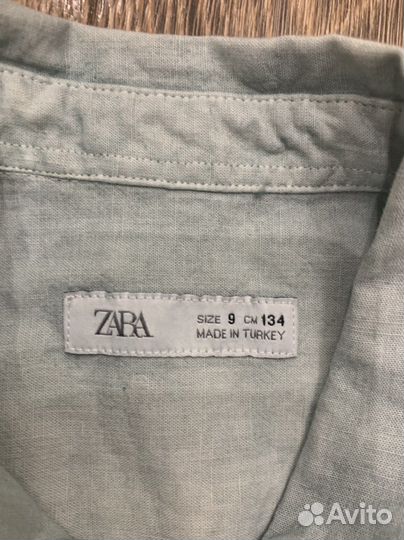 ZARA
SIZE 9 CM 134
MADE IN TURKEY
Avito